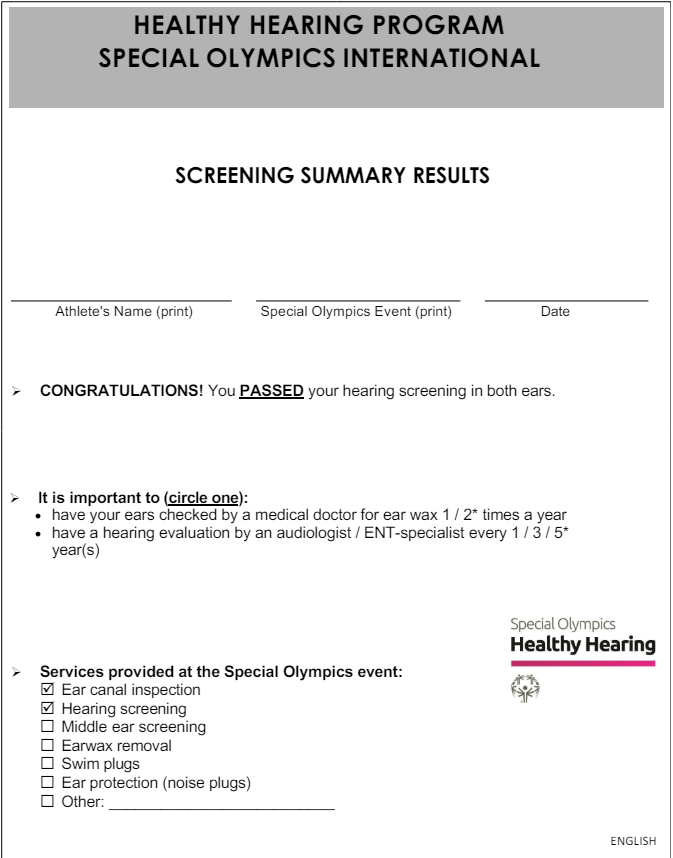 HEALTHY HEARING PROGRAM
SPECIAL OLYMPICS INTERNATIONAL
SCREENING SUMMARY RESULTS
Athlete's Name (print) Special Olympics Event (print) Date
➢ CONGRATULATIONS! You PASSED your hearing screening in both ears.
➢ It is important to (circle one):
• have your ears checked by a medical doctor for ear wax 1 / 2* times a year
• have a hearing evaluation by an audiologist / ENT-specialist every 1 / 3 / 5*
year(s)
Special Olympics
Healthy Hearing
➢ Services provided at the Special Olympics event:
☑ Ear canal inspection
☑ Hearing screening
☐ Middle ear screening
☐ Earwax removal
☐ Swim plugs
☐ Ear protection (noise plugs)
☐ Other: ___________________________
ENGLISH